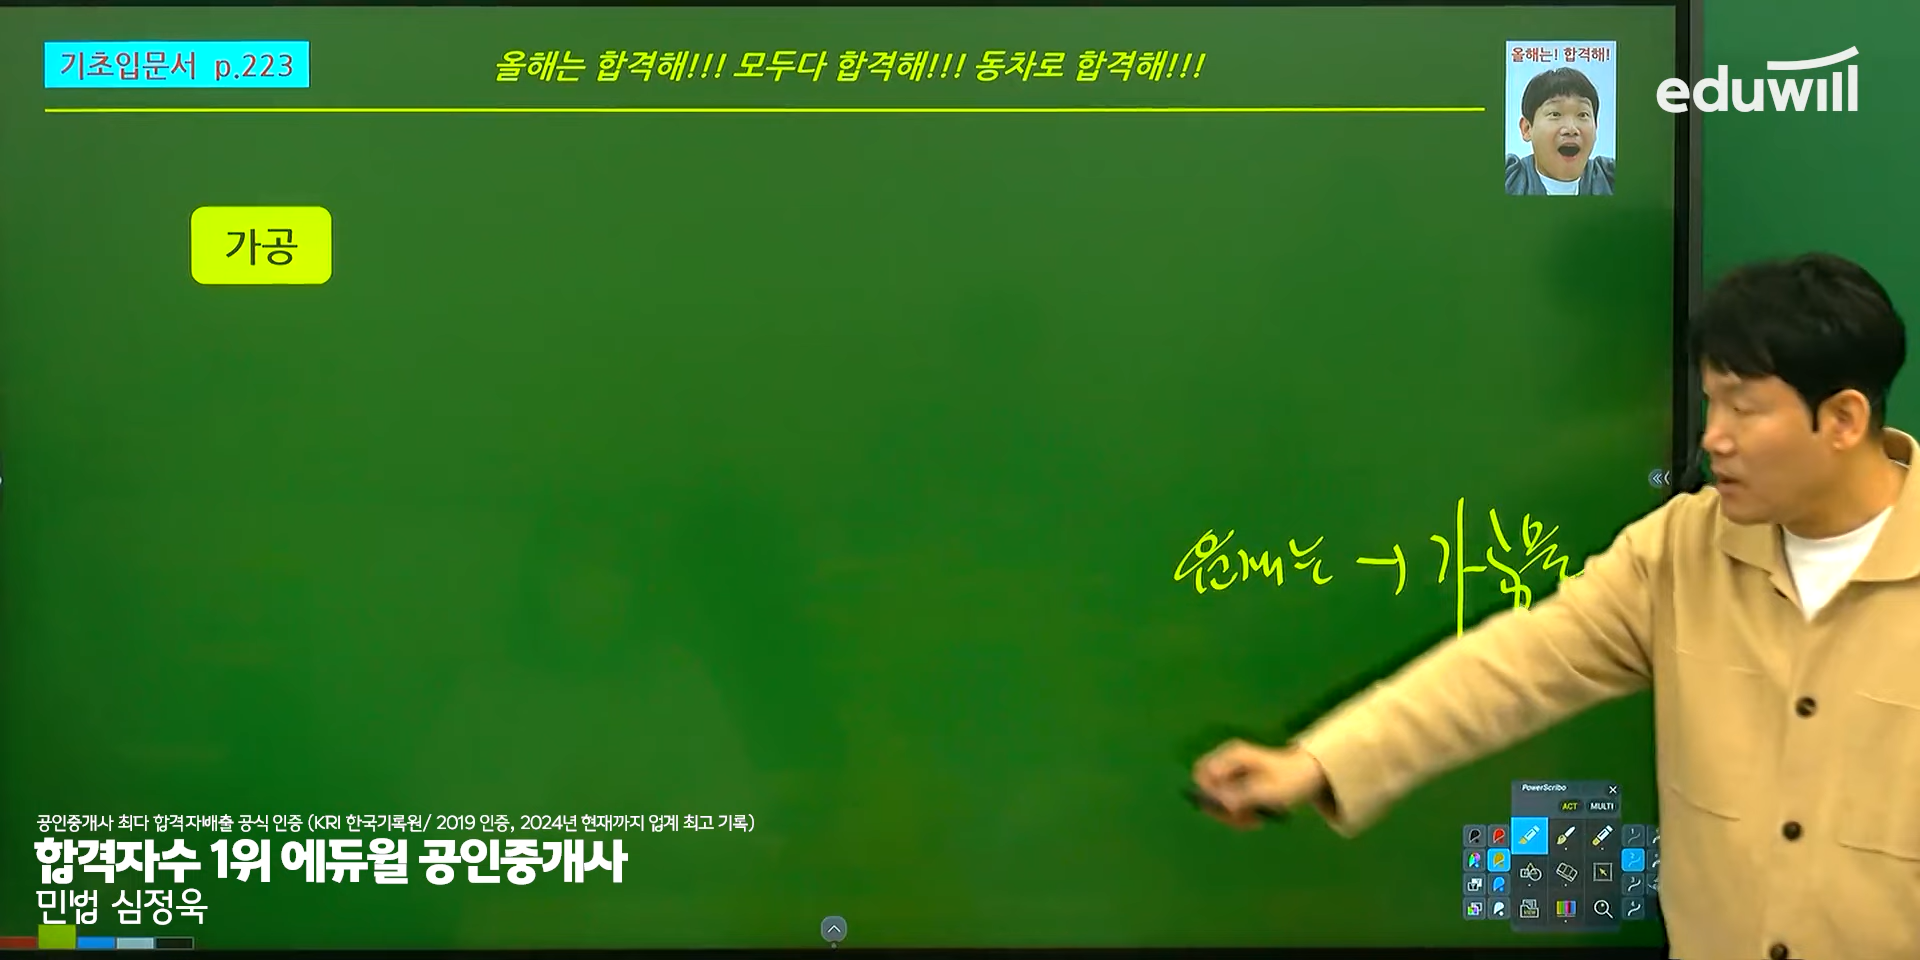 기초입문서 p.223
올해는 합격해!!! 모두다 합격해!!! 동차로 합격해!!!
올해는! 합격해!
eduwill
가공
원래는 → 가
PowerScribo
ACT MULTI
공인중개사 최다 합격자배출 공식 인증 (KRI 한국기록원/ 2019 인증, 2024년 현재까지 업계 최고 기록)
합격자수 1위 에듀윌 공인중개사
민법 심정욱